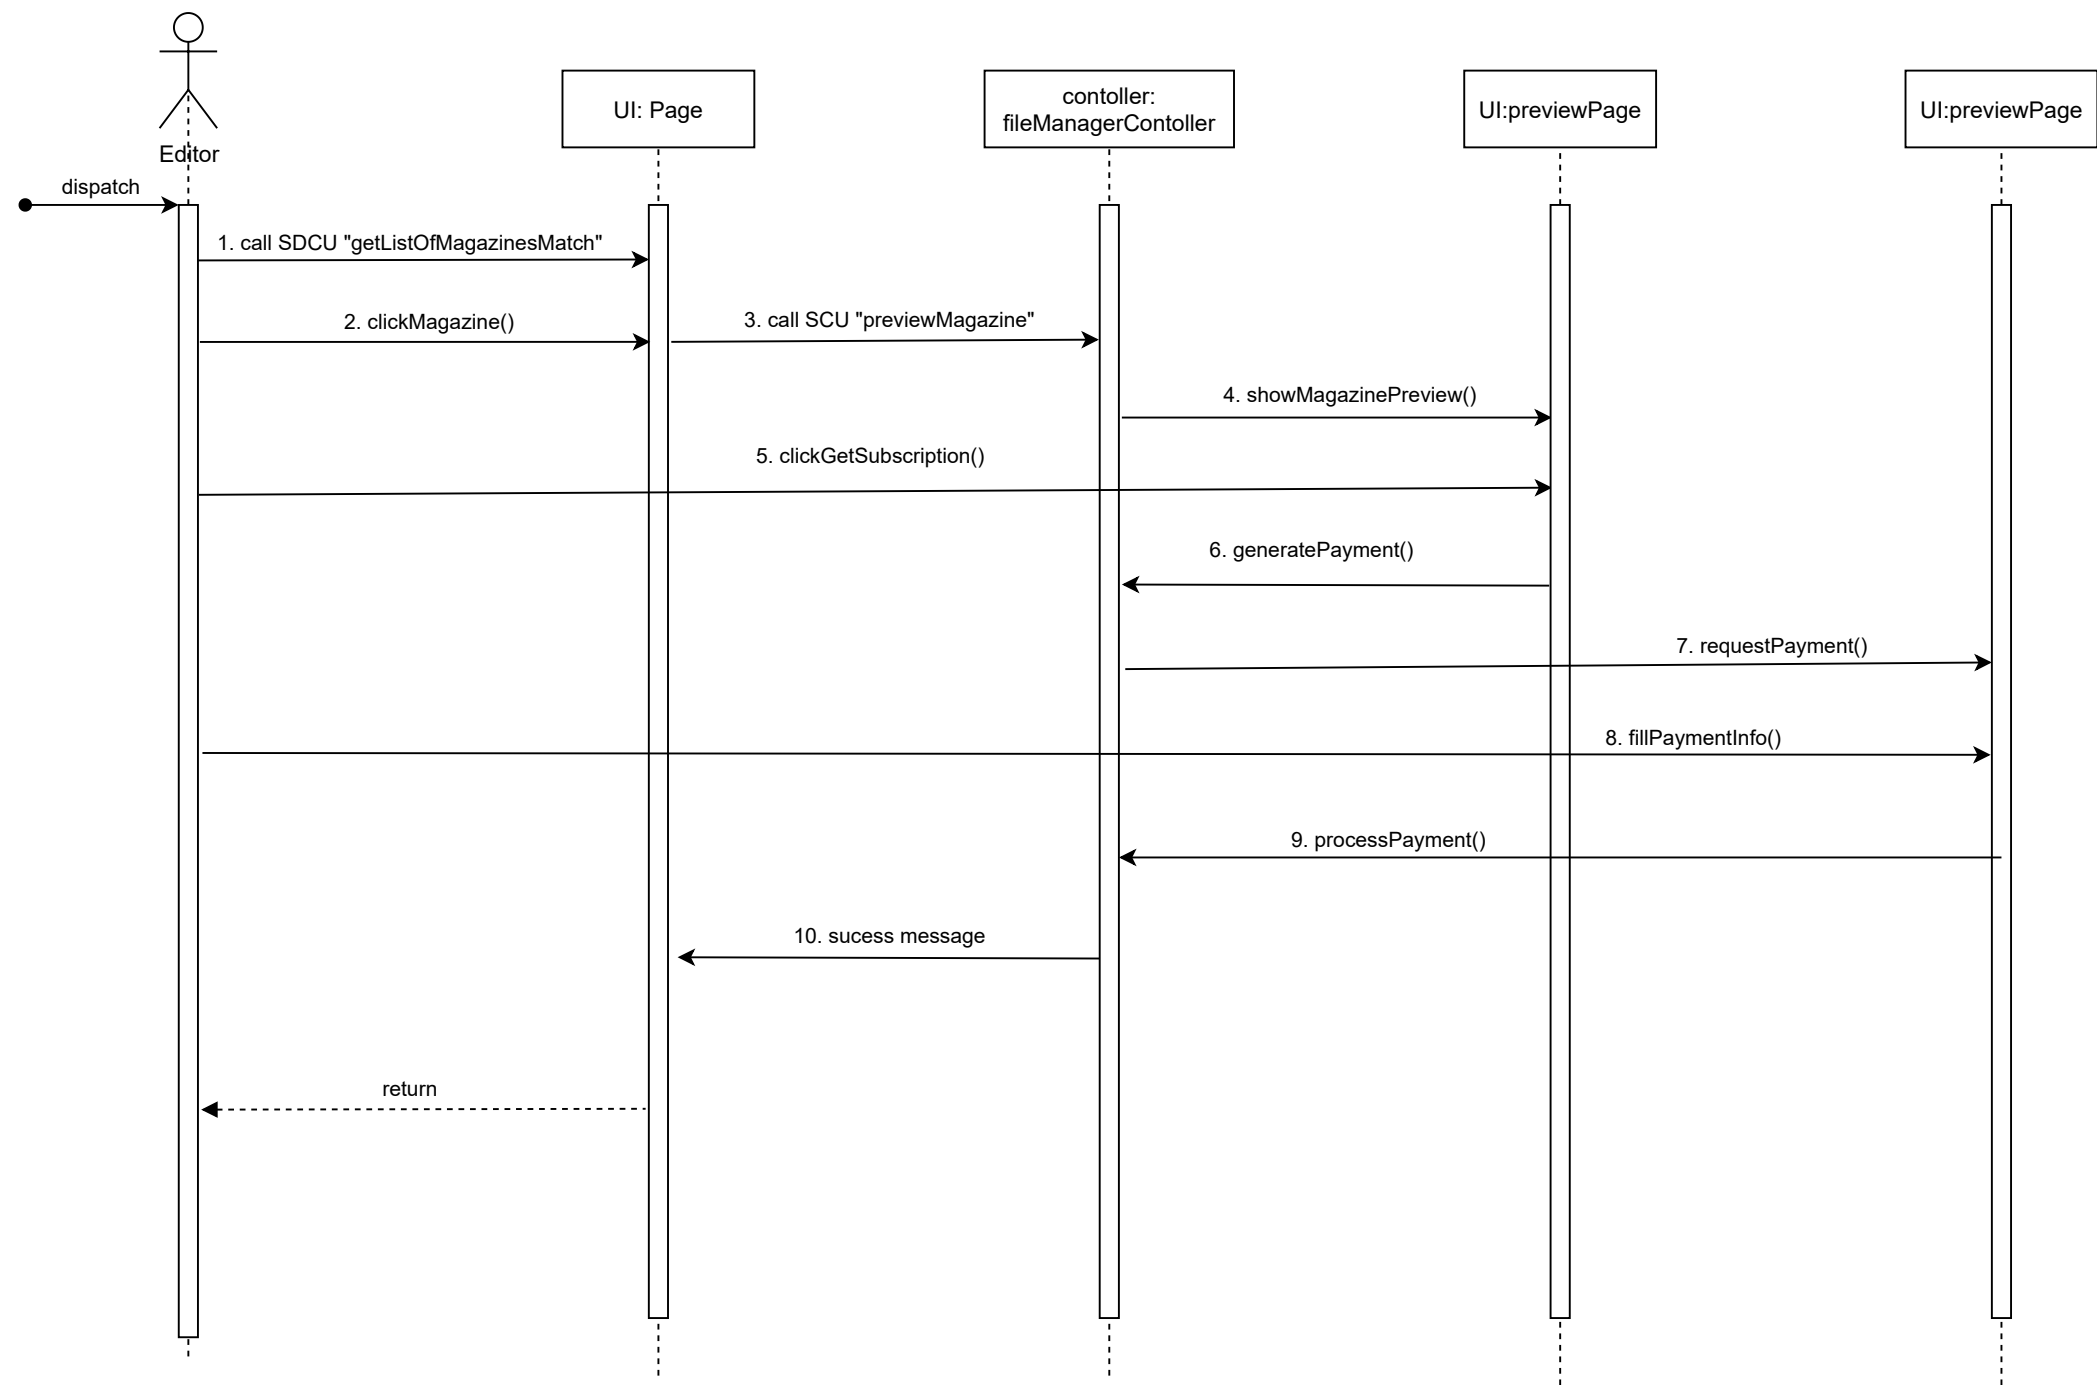 Editor
UI: Page
contoller:
fileManagerContoller
UI:previewPage
UI:previewPage
dispatch
1. call SDCU "getListOfMagazinesMatch"
2. clickMagazine()
3. call SCU "previewMagazine"
4. showMagazinePreview()
5. clickGetSubscription()
6. generatePayment()
7. requestPayment()
8. fillPaymentInfo()
9. processPayment()
10. sucess message
return